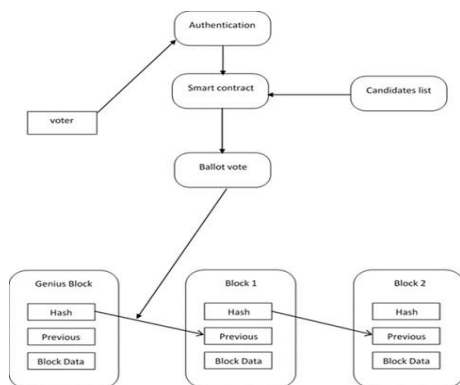 Authentication
Smart contract
Candidates list
voter
Ballot vote
Genius Block
Hash
Previous
Block Data
Block 1
Hash
Previous
Block Data
Block 2
Hash
Previous
Block Data